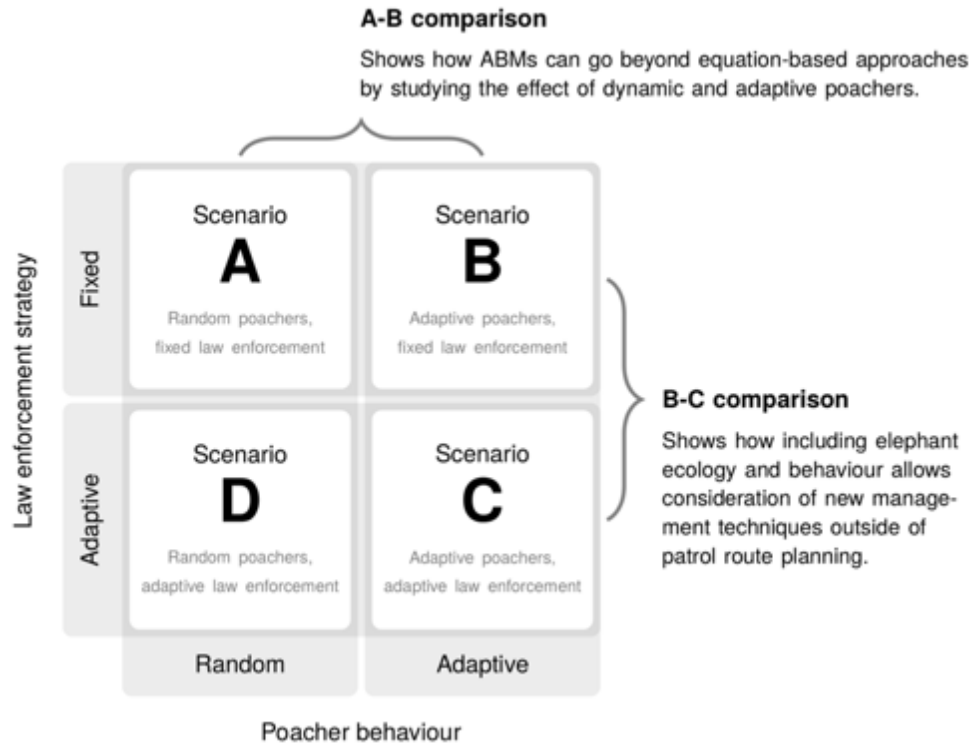 A-B comparison
Shows how ABMs can go beyond equation-based approaches
by studying the effect of dynamic and adaptive poachers.
Law enforcement strategy
Fixed
Scenario
A
Random poachers,
fixed law enforcement
Scenario
B
Adaptive poachers,
fixed law enforcement
B-C comparison
Shows how including elephant
ecology and behaviour allows
consideration of new manage-
ment techniques outside of
patrol route planning.
Adaptive
Scenario
D
Random poachers,
adaptive law enforcement
Scenario
C
Adaptive poachers,
adaptive law enforcement
Random
Adaptive
Poacher behaviour